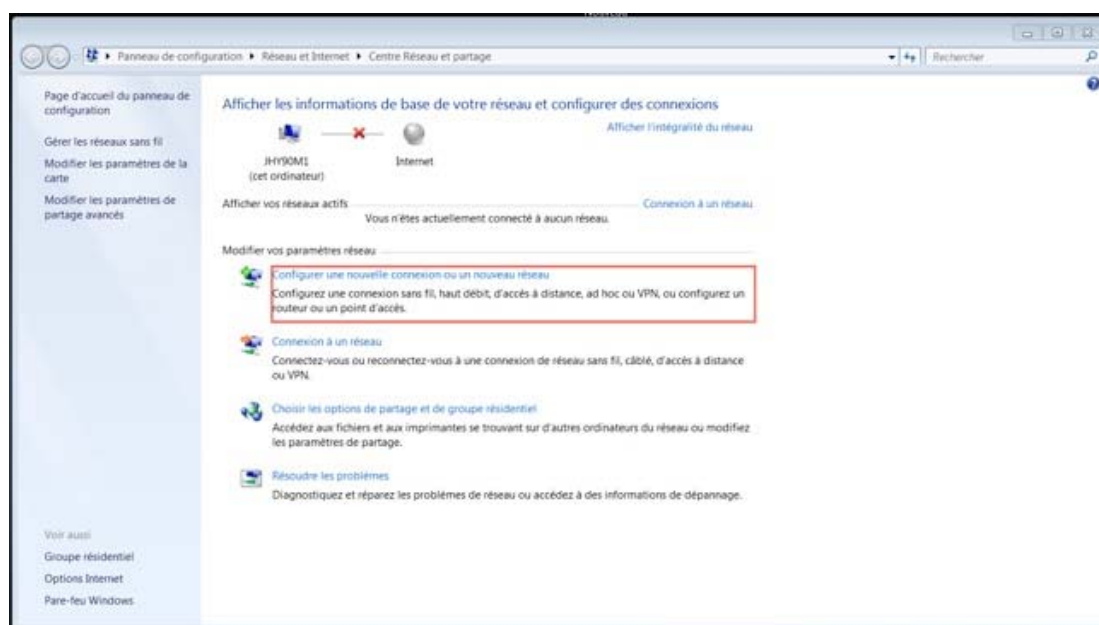 Panneau de configuration ▸ Réseau et Internet ▸ Centre Réseau et partage
Rechercher
Page d'accueil du panneau de
configuration
Gérer les réseaux sans fil
Modifier les paramètres de la
carte
Modifier les paramètres de
partage avancés
Voir aussi
Groupe résidentiel
Options Internet
Pare-feu Windows
Afficher les informations de base de votre réseau et configurer des connexions
Afficher l'intégralité du réseau
JHY90M1
(cet ordinateur)
Internet
Afficher vos réseaux actifs
Connexion à un réseau
Vous n'êtes actuellement connecté à aucun réseau.
Modifier vos paramètres réseau
Configurer une nouvelle connexion ou un nouveau réseau
Configurez une connexion sans fil, haut débit, d'accès à distance, ad hoc ou VPN, ou configurez un
routeur ou un point d'accès.
Connexion à un réseau
Connectez-vous ou reconnectez-vous à une connexion de réseau sans fil, câblé, d'accès à distance
ou VPN.
Choisir les options de partage et de groupe résidentiel
Accédez aux fichiers et aux imprimantes se trouvant sur d'autres ordinateurs du réseau ou modifiez
les paramètres de partage.
Résoudre les problèmes
Diagnostiquez et réparez les problèmes de réseau ou accédez à des informations de dépannage.